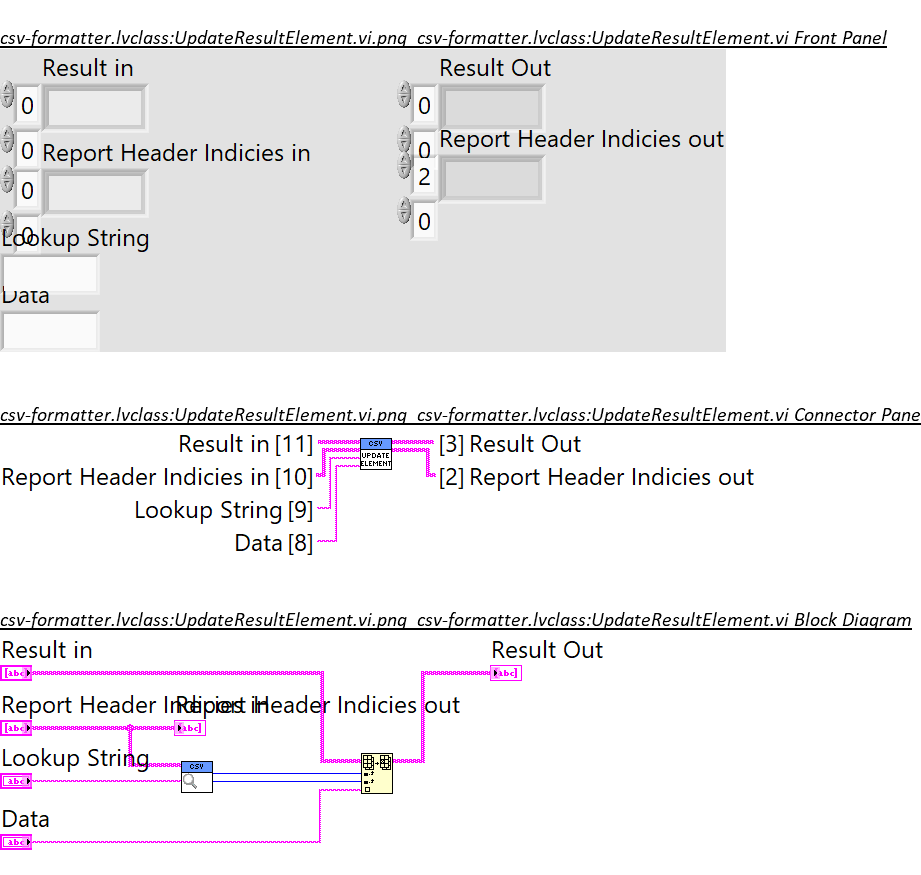 csv-formatter.lvclass:UpdateResultElement.vi.png csv-formatter.lvclass:UpdateResultElement.vi Front Panel
Result in
Result Out
0
0
0
Report Header Indicies in
0
Report Header Indicies out
0
2
0
0
Lookup String
Data
csv-formatter.lvclass:UpdateResultElement.vi.png csv-formatter.lvclass:UpdateResultElement.vi Connector Pane
Result in [11]
CSV
UPDATE
ELEMENT
[3] Result Out
Report Header Indicies in [10]
[2] Report Header Indicies out
Lookup String [9]
Data [8]
csv-formatter.lvclass:UpdateResultElement.vi.png csv-formatter.lvclass:UpdateResultElement.vi Block Diagram
Result in
Result Out
[abc]
[abc]
Report Header Indicies in
Report Header Indicies out
[abc]
[abc]
Lookup String
CSV
abc
Data
abc